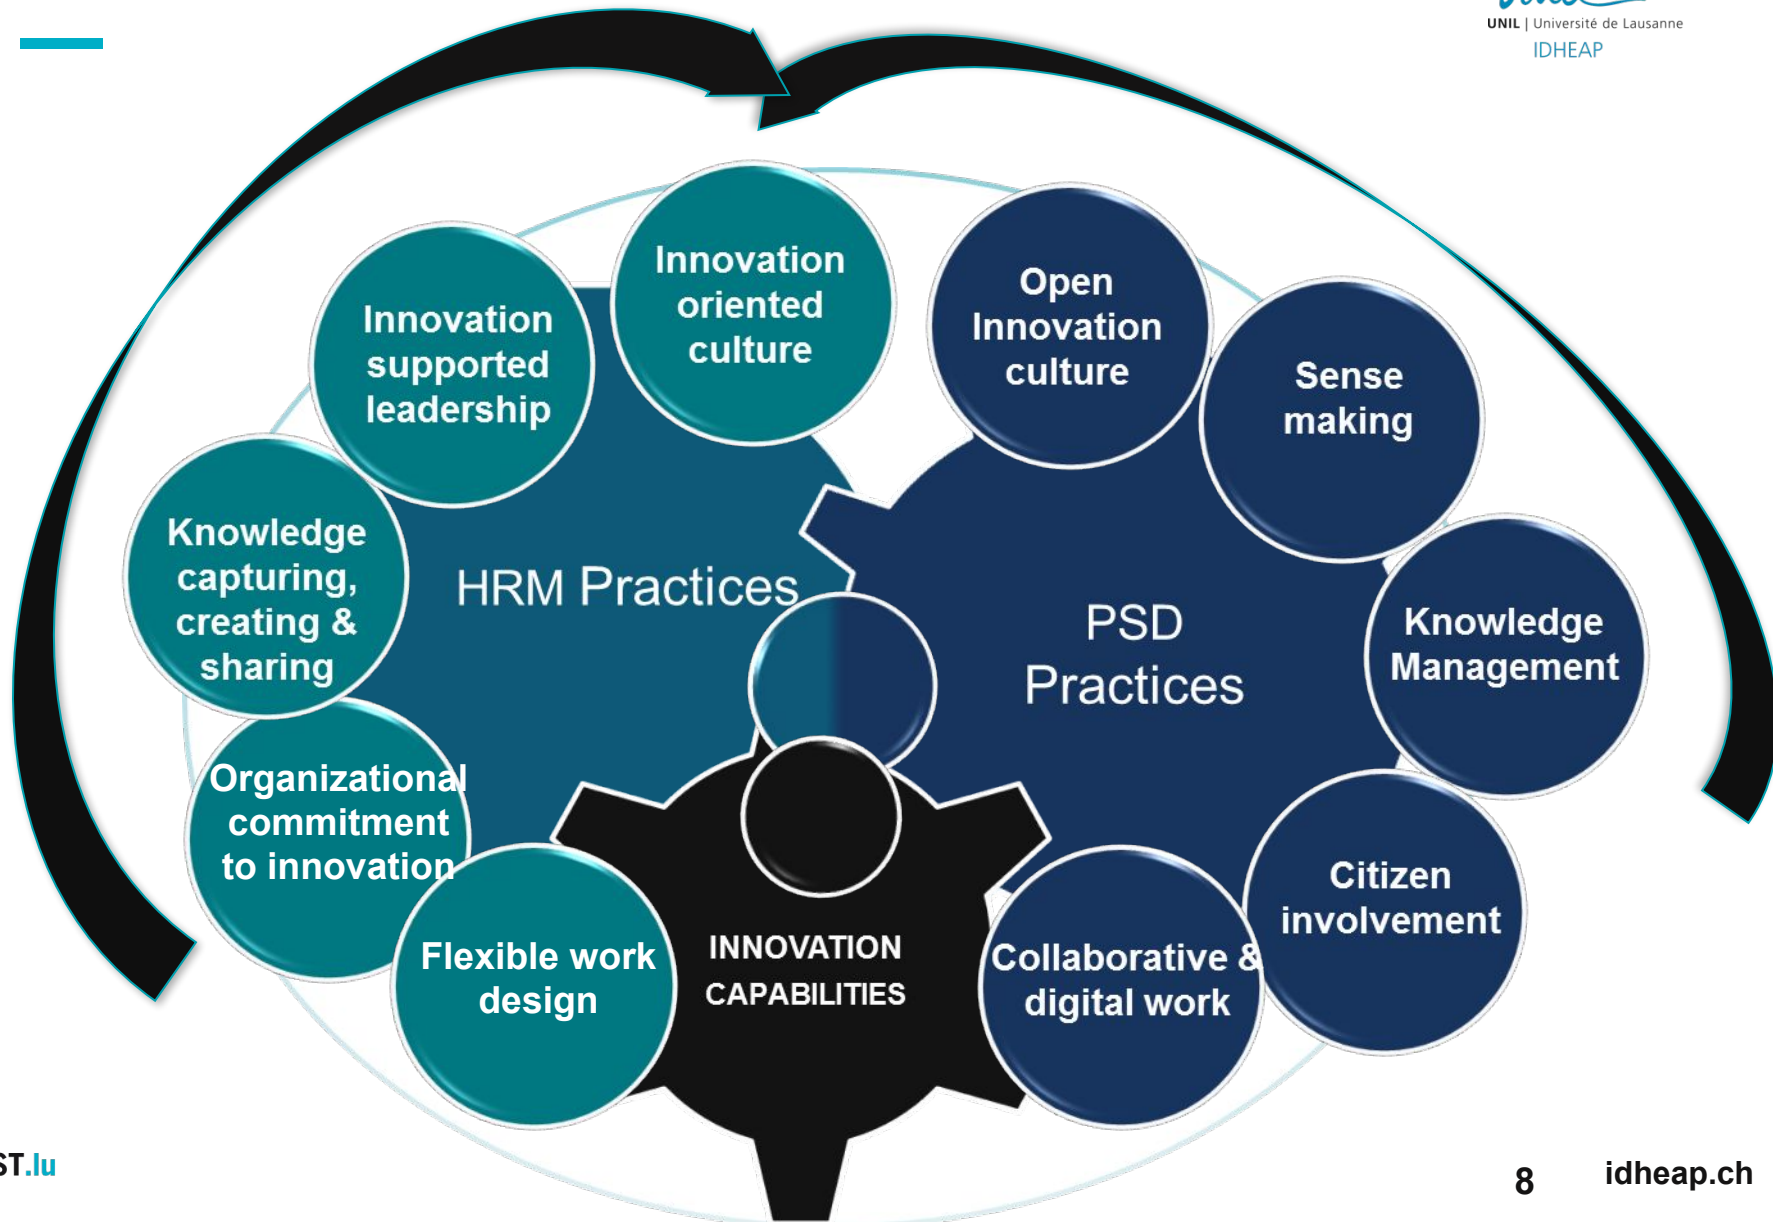 UNIL | Université de Lausanne
IDHEAP
Innovation
oriented
culture
Open
Innovation
culture
Innovation
supported
leadership
Sense
making
Knowledge
capturing,
creating &
sharing
HRM Practices
PSD
Practices
Knowledge
Management
Organizational
commitment
to innovation
Citizen
involvement
Flexible work
design
INNOVATION
CAPABILITIES
Collaborative &
digital work
ST.lu
8
idheap.ch